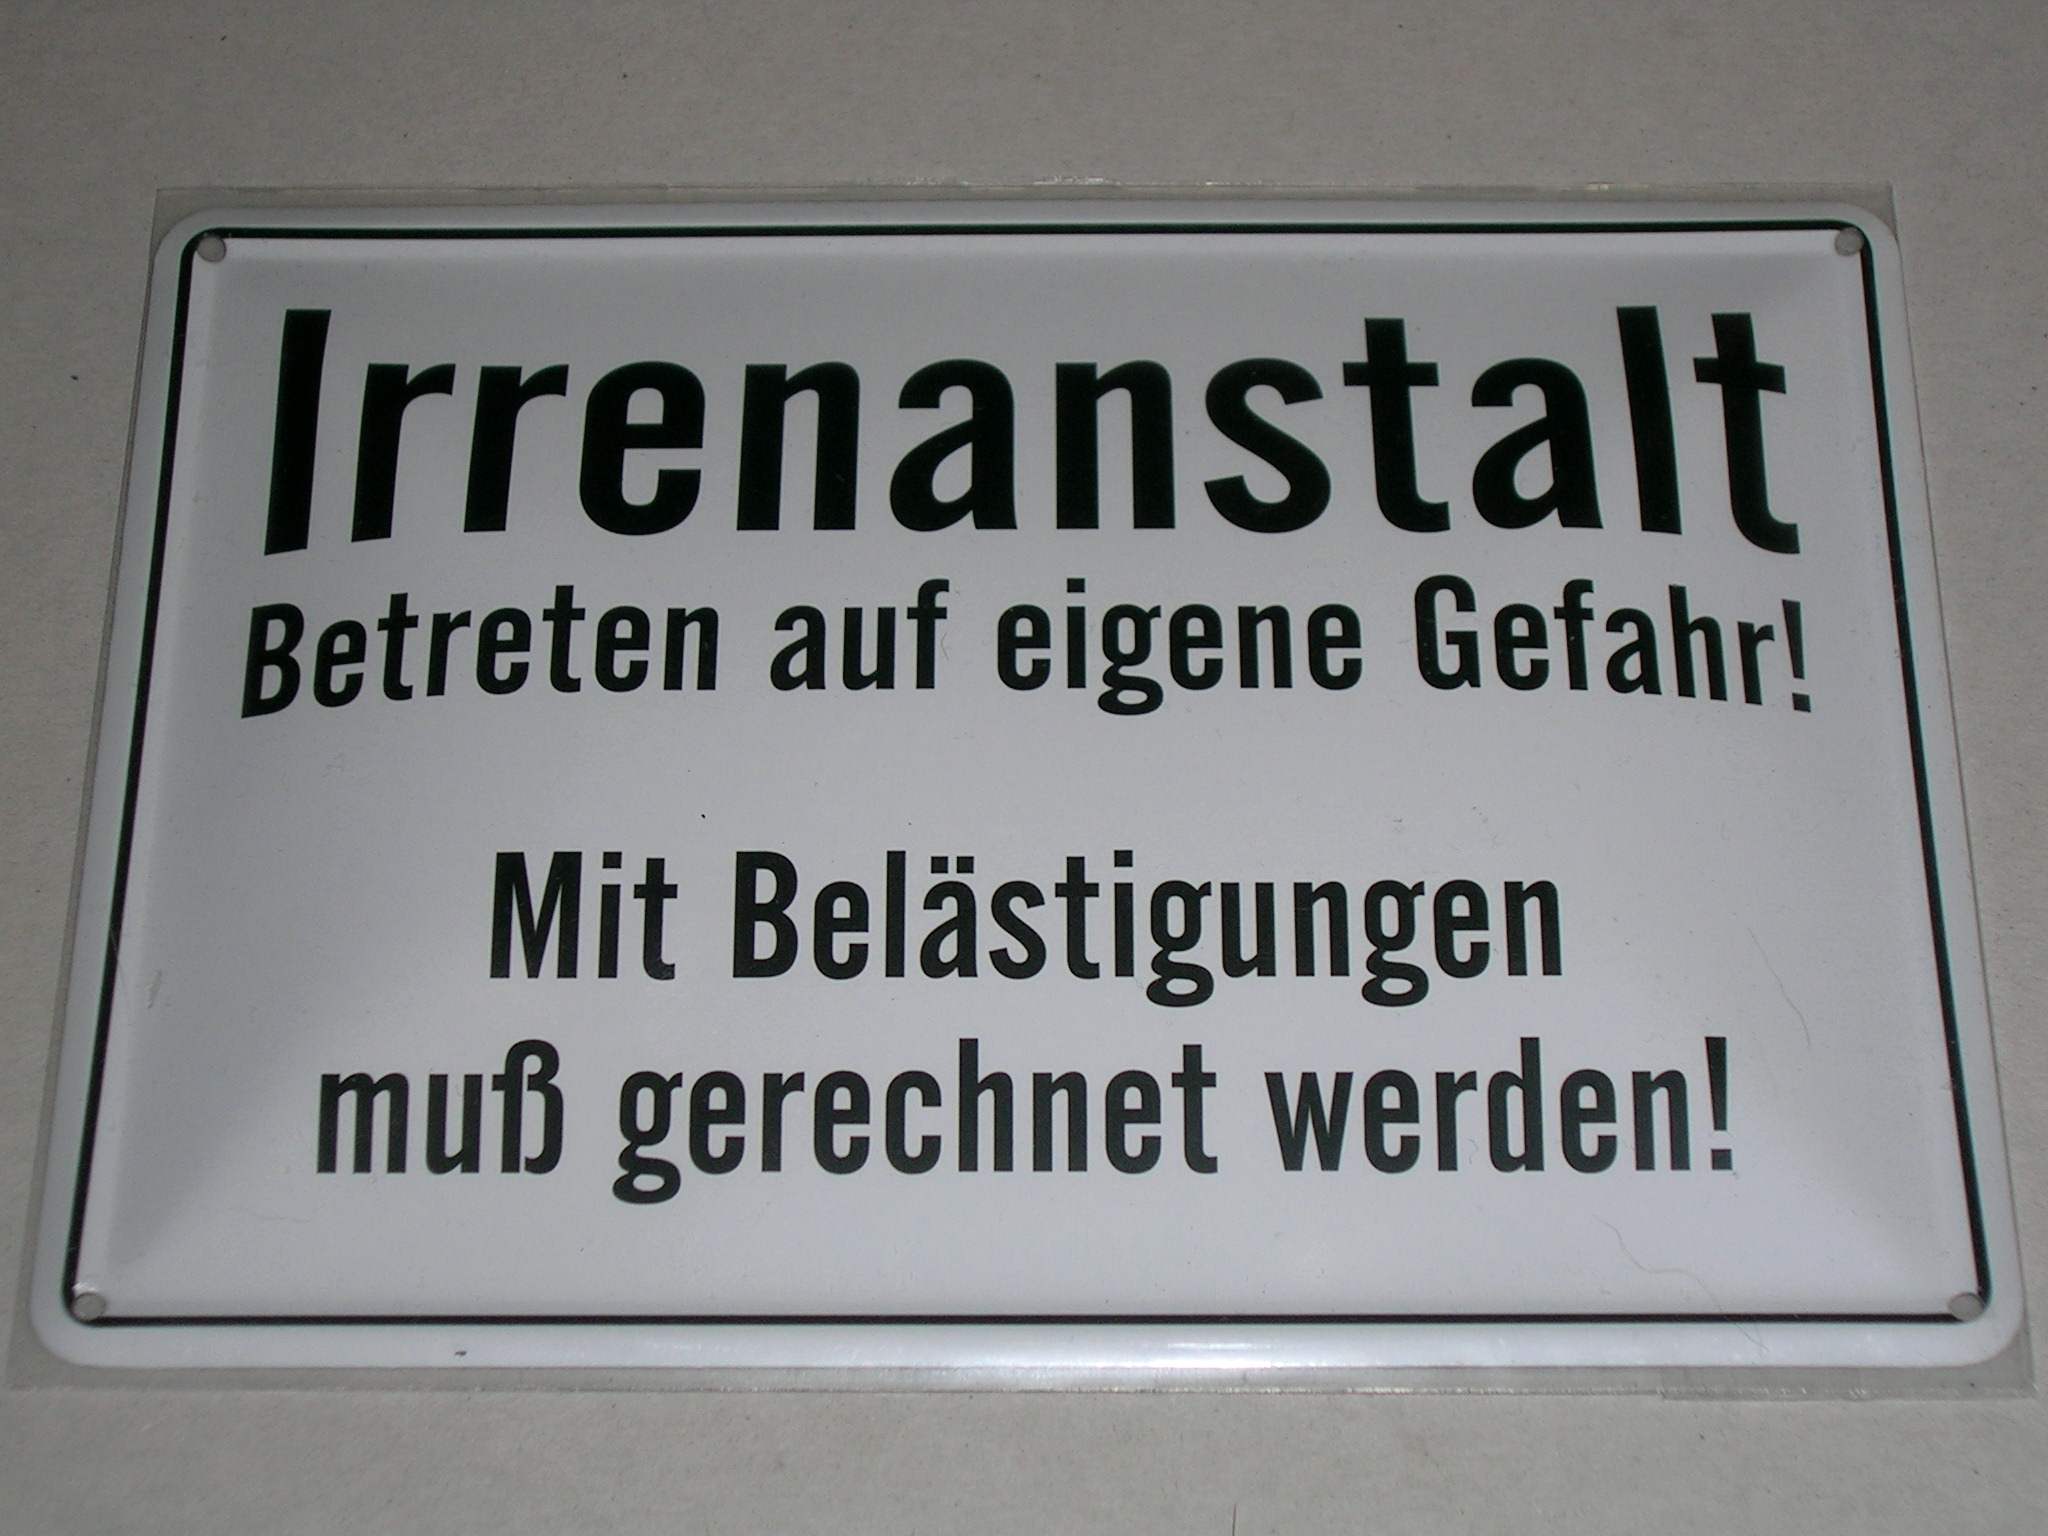 Irrenanstalt
Betreten auf eigene Gefahr!
Mit Belästigungen
muß gerechnet werden!